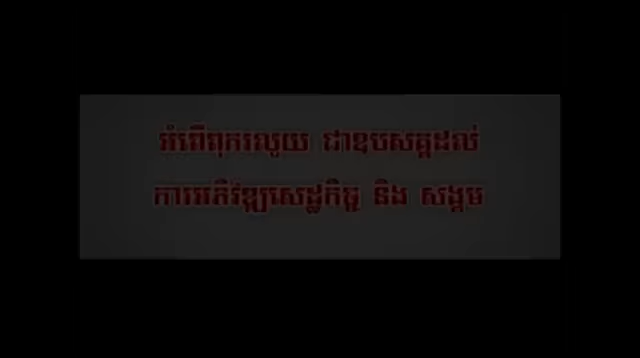 អំពើពុករលួយ ជាឧបសគ្គដល់
ការអភិវឌ្ឍសេដ្ឋកិច្ច និង សង្គម